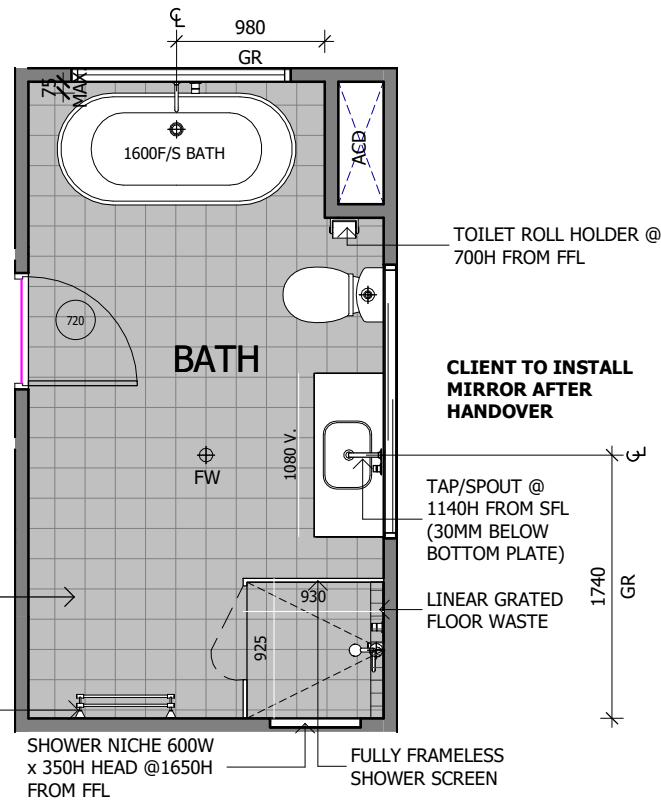 ℄
980
GR
75
MAX
1600F/S BATH
ACD
TOILET ROLL HOLDER @
700H FROM FFL
720
BATH
CLIENT TO INSTALL
MIRROR AFTER
HANDOVER
1080 V.
℄
FW
TAP/SPOUT @
1140H FROM SFL
(30MM BELOW
BOTTOM PLATE)
1740
GR
930
925
LINEAR GRATED
FLOOR WASTE
SHOWER NICHE 600W
x 350H HEAD @1650H
FROM FFL
FULLY FRAMELESS
SHOWER SCREEN